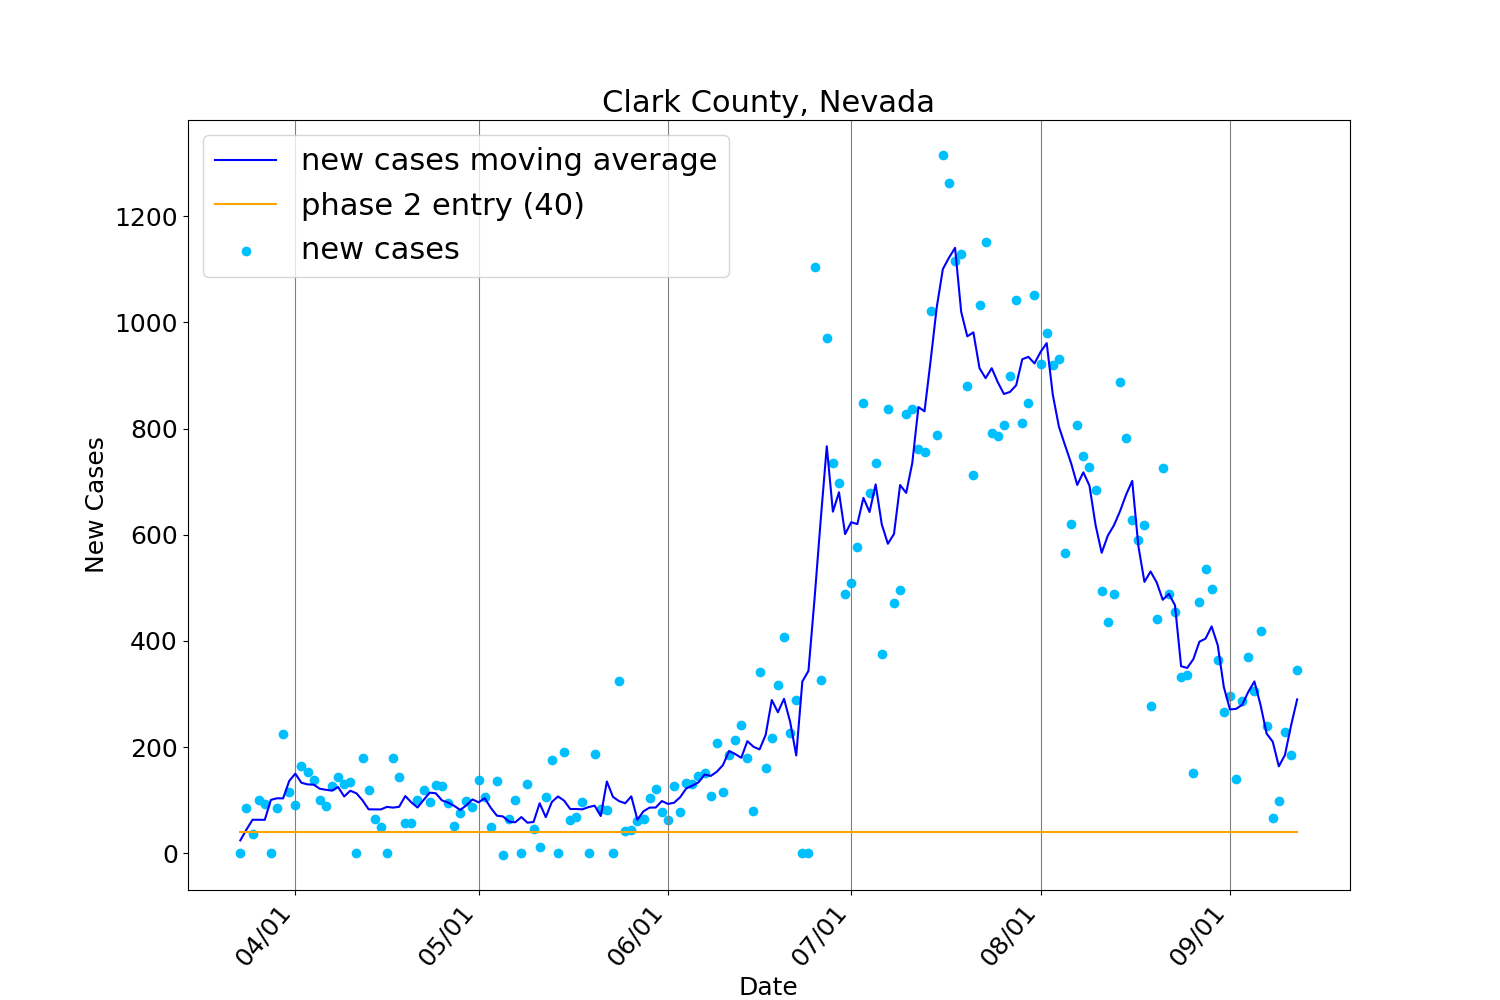 Clark County, Nevada
new cases moving average
phase 2 entry (40)
new cases
1200
1000
800
600
400
200
0
New Cases
04/01
05/01
06/01
07/01
08/01
09/01
Date